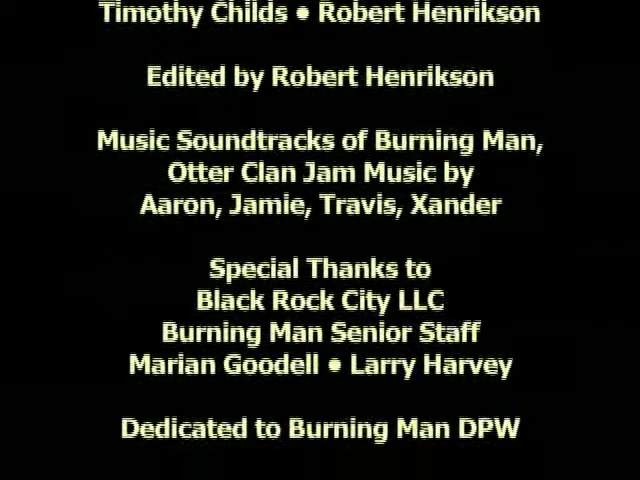 Timothy Childs • Robert Henrikson
Edited by Robert Henrikson
Music Soundtracks of Burning Man,
Otter Clan Jam Music by
Aaron, Jamie, Travis, Xander
Special Thanks to
Black Rock City LLC
Burning Man Senior Staff
Marian Goodell • Larry Harvey
Dedicated to Burning Man DPW